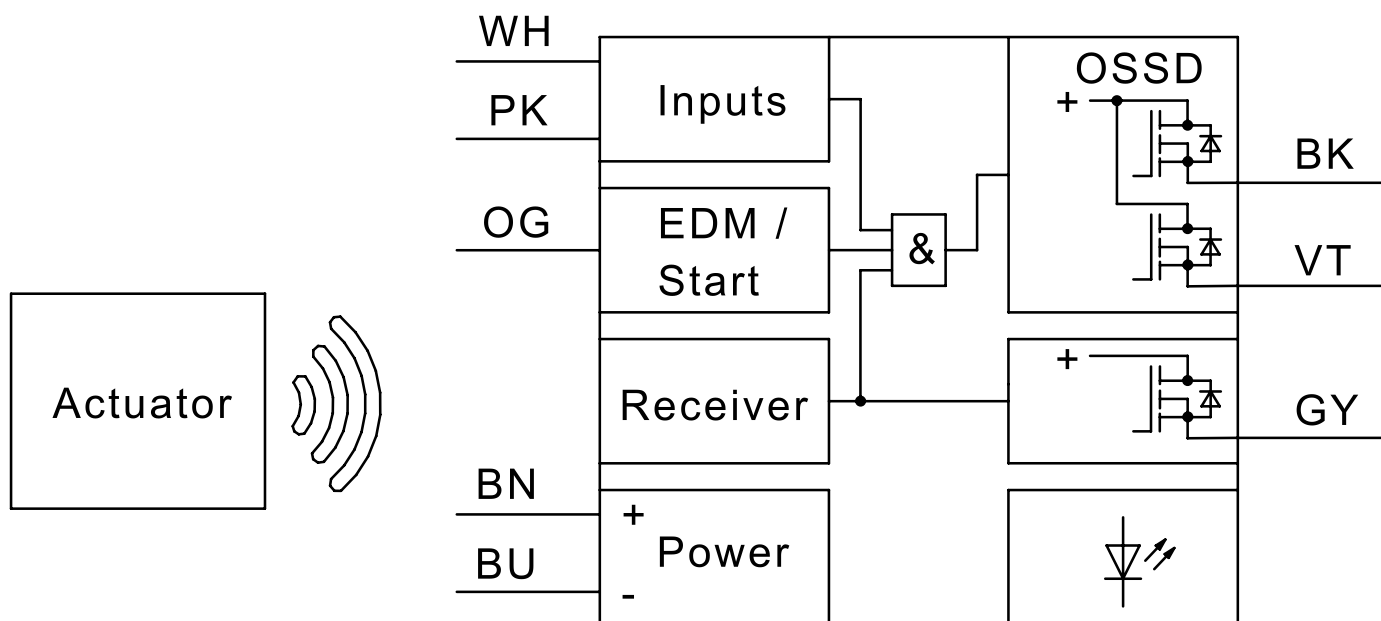 WH
PK
OG
BN
BU
Actuator
Inputs
EDM /
Start
Receiver
+
Power
-
&
OSSD
+
+
BK
VT
GY